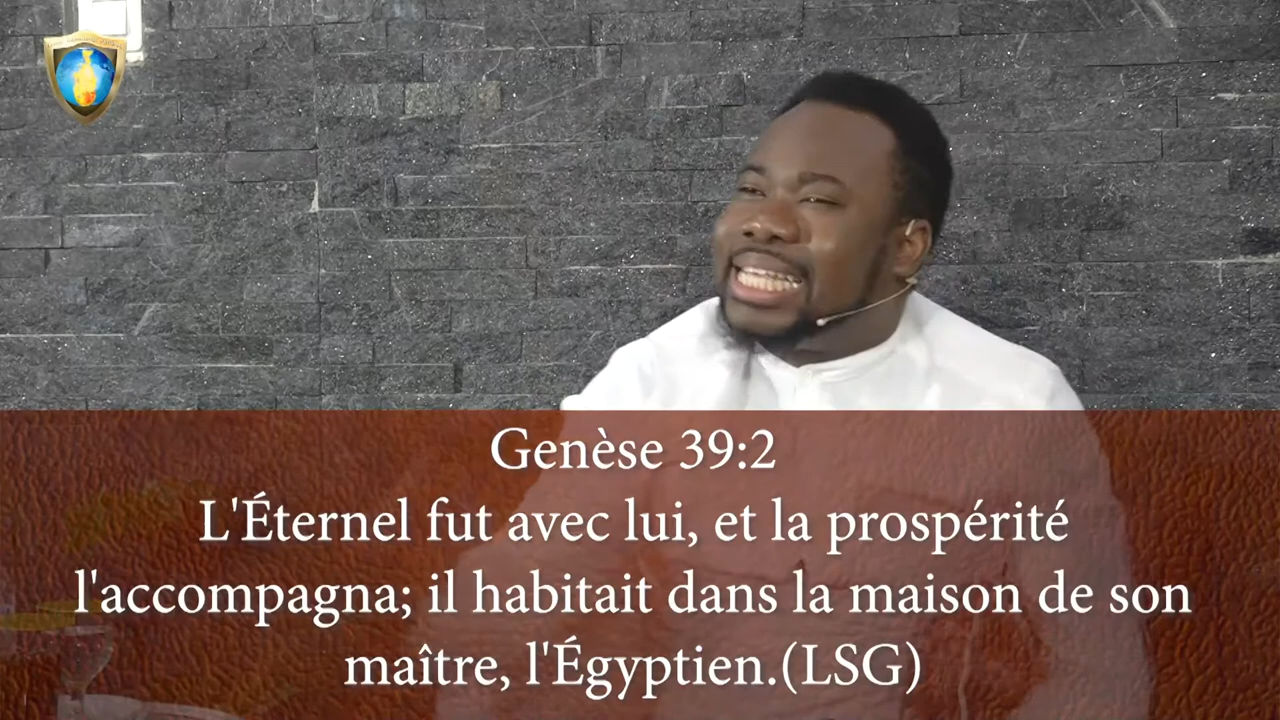 Genèse 39:2
L'Éternel fut avec lui, et la prospérité
l'accompagna; il habitait dans la maison de son
maître, l'Égyptien.(LSG)